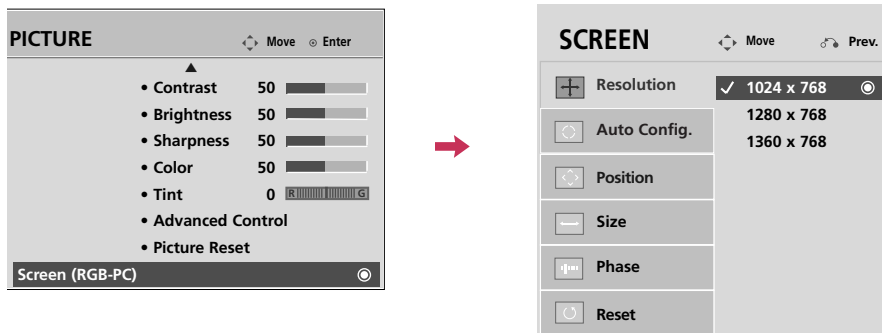 PICTURE Move Enter
• Contrast 50
• Brightness 50
• Sharpness 50
• Color 50
• Tint 0 R G
• Advanced Control
• Picture Reset
Screen (RGB-PC)
SCREEN Move Prev.
Resolution
Auto Config.
Position
Size
Phase
Reset
1024 x 768
1280 x 768
1360 x 768